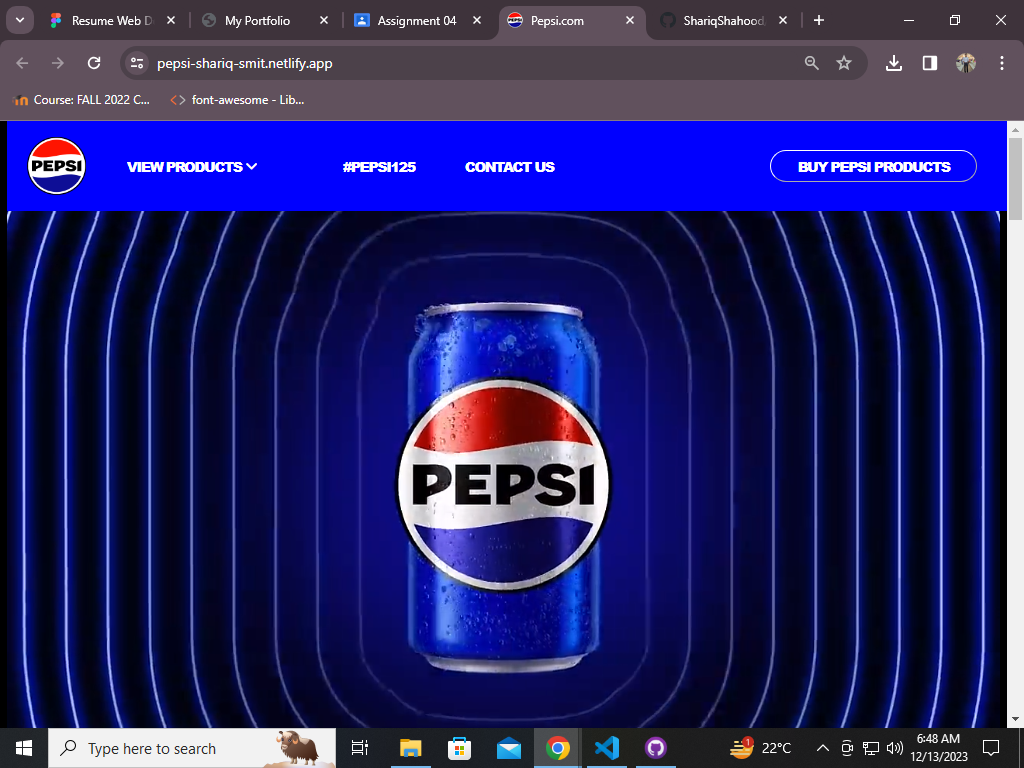 Resume Web D
My Portfolio
Assignment 04
Pepsi.com
ShariqShahood
pepsi-shariq-smit.netlify.app
Course: FALL 2022 C...
font-awesome - Lib...
PEPSI
VIEW PRODUCTS
#PEPSI125
CONTACT US
BUY PEPSI PRODUCTS
PEPSI
Type here to search
1
22°C
6:48 AM
12/13/2023